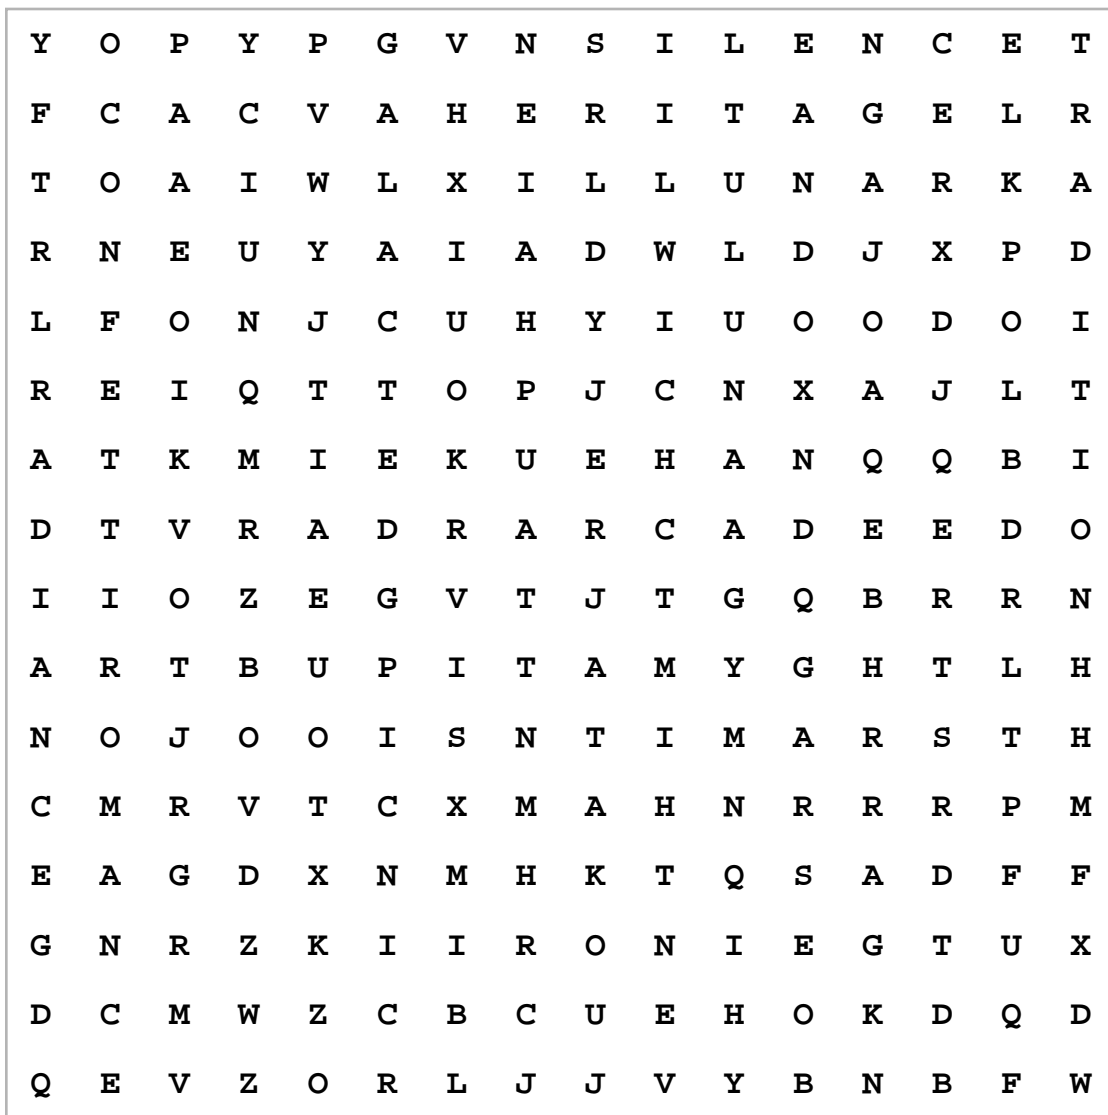 Y O P Y P G V N S I L E N C E T
F C A C V A H E R I T A G E L R
T O A I W L X I L L U N A R K A
R N E U Y A I A D W L D J X P D
L F O N J C U H Y I U O O D O I
R E I Q T T O P J C N X A J L T
A T K M I E K U E H A N Q Q B I
D T V R A D R A R C A D E E D O
I I O Z E G V T J T G Q B R R N
A R T B U P I T A M Y G H T L H
N O J O O I S N T I M A R S T H
C M R V T C X M A H N R R R P M
E A G D X N M H K T Q S A D F F
G N R Z K I I R O N I E G T U X
D C M W Z C B C U E H O K D Q D
Q E V Z O R L J J V Y B N B F W